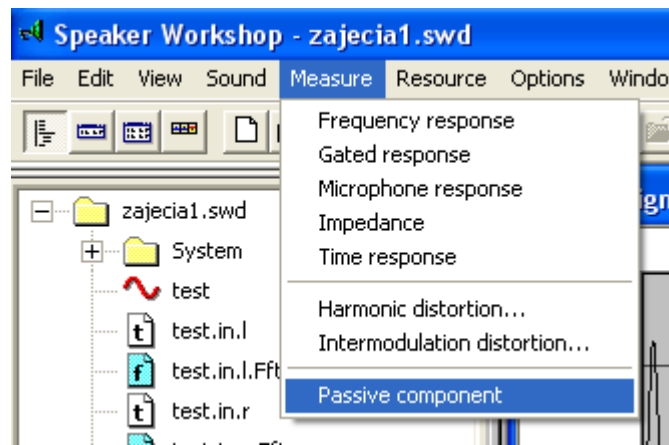 Speaker Workshop - zajecia1.swd
File Edit View Sound Measure Resource Options
Frequency response
Gated response
Microphone response
Impedance
Time response
Harmonic distortion...
Intermodulation distortion...
Passive component
zajecia1.swd
System
test
test.in.l
test.in.l.Fft
test.in.r